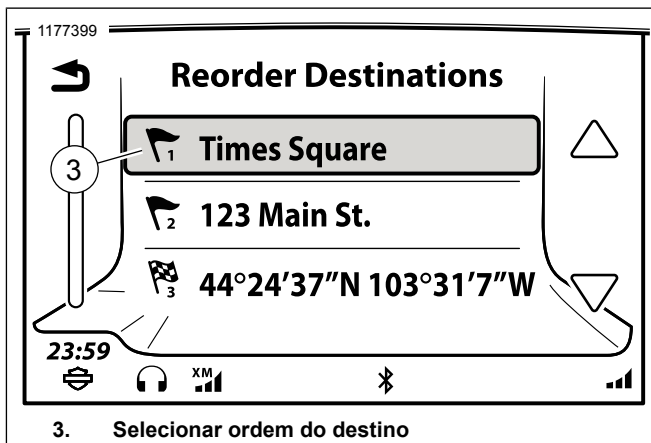 1177399
Reorder Destinations
3
1 Times Square
2 123 Main St.
3 44°24′37″N 103°31′7″W
23:59
XM
3. Selecionar ordem do destino